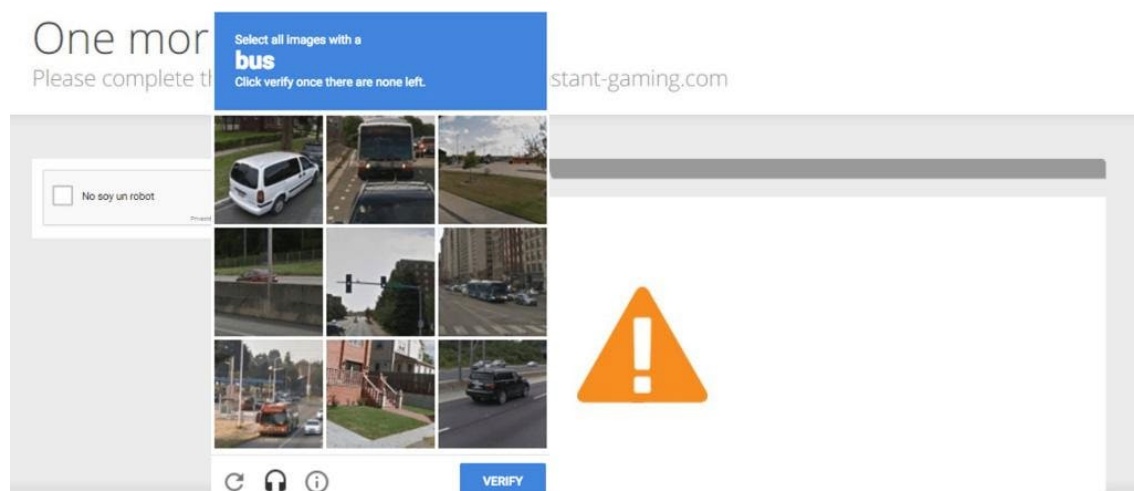 One mor
Please complete th
stant-gaming.com
Select all images with a
bus
Click verify once there are none left.
No soy un robot
VERIFY